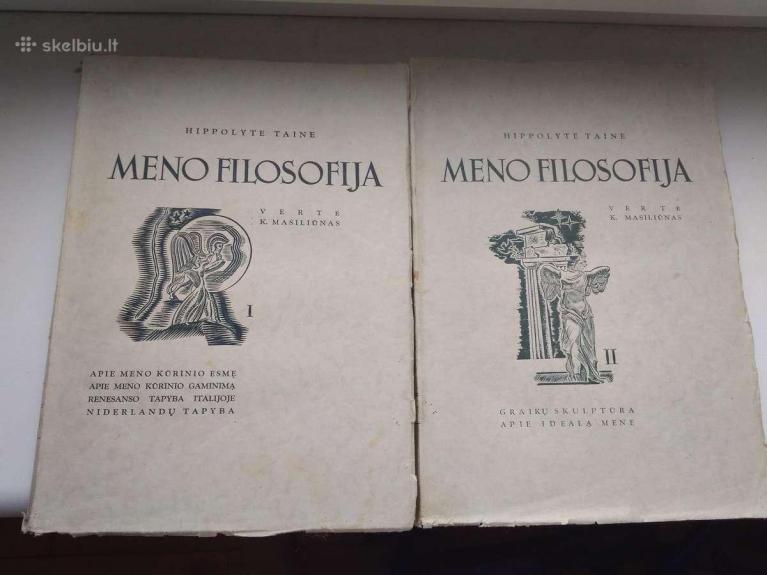 skelbiu.lt
HIPPOLYTE TAINE
MENO FILOSOFIJA
VERTĖ
K. MASILIŪNAS
I
APIE MENO KŪRINIO ESMĘ
APIE MENO KŪRINIO GAMINIMĄ
RENESANSO TAPYBA ITALIJOJE
NIDERLANDŲ TAPYBA
HIPPOLYTE TAINE
MENO FILOSOFIJA
VERTĖ
K. MASILIŪNAS
II
GRAIKŲ SKULPTŪRA
APIE IDEALĄ MENE